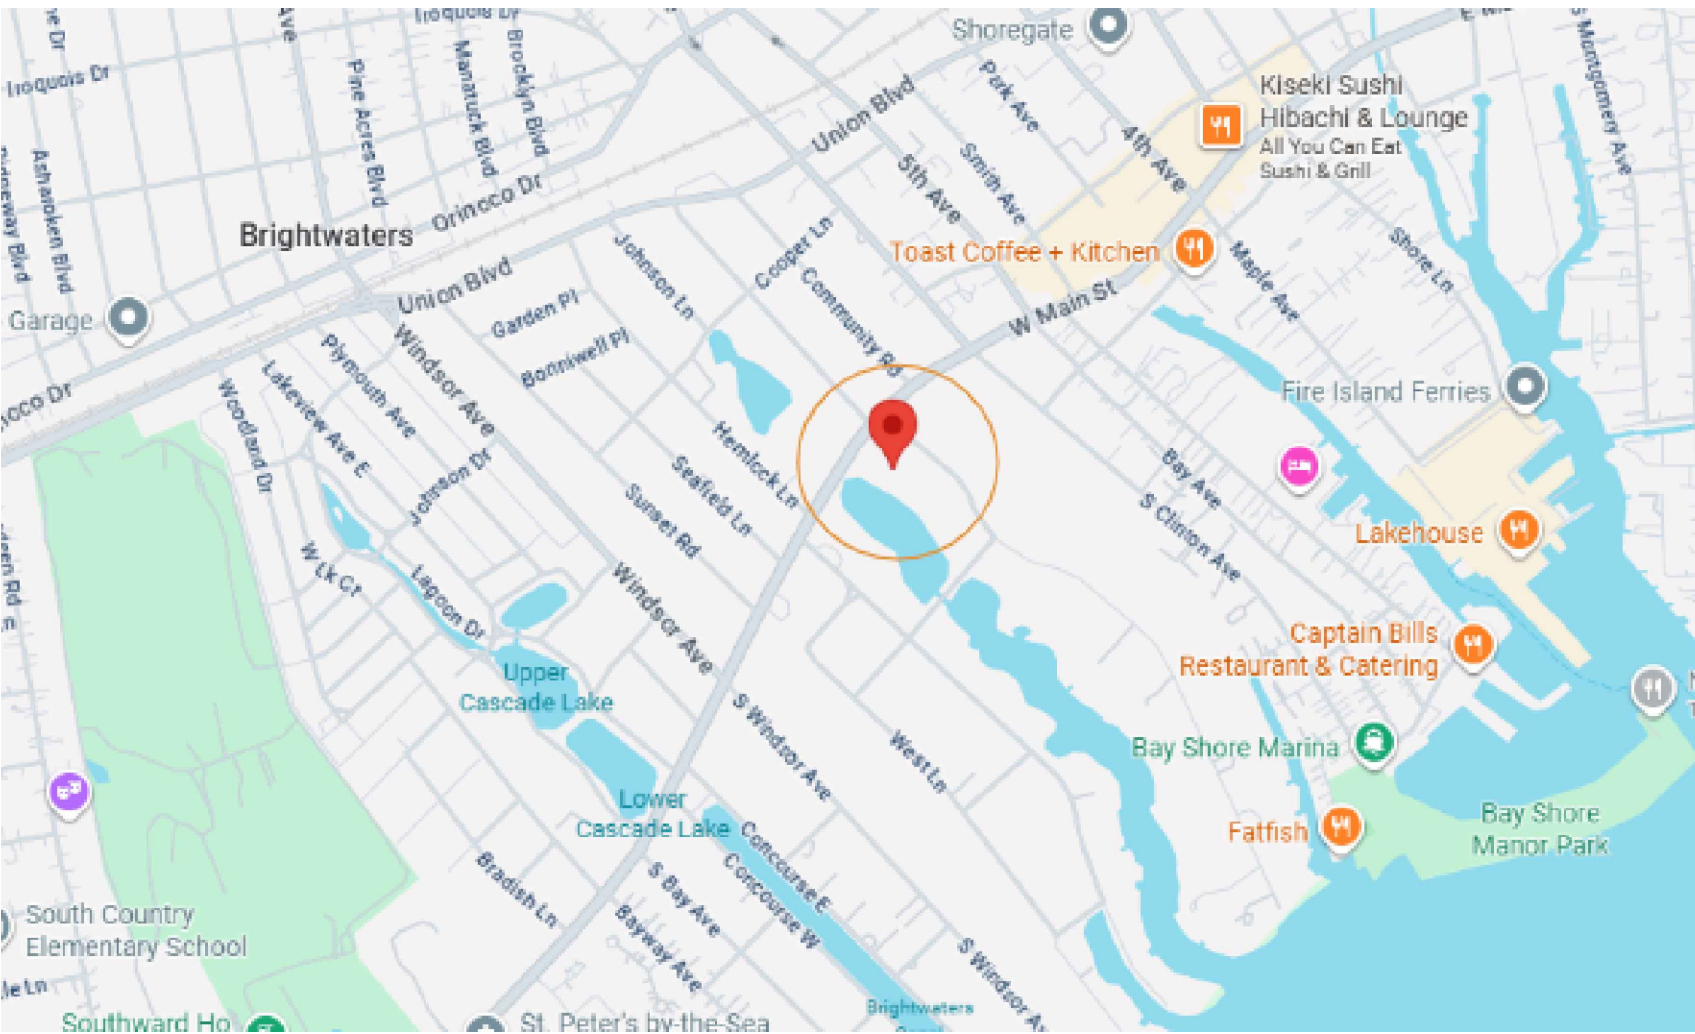 Iroquois Dr
Shoregate
Iroquois Dr
Pine Acres Blvd
Manatuck Blvd
Brooklyn Blvd
Union Blvd
Park Ave
4th Ave
Kiseki Sushi
Hibachi & Lounge
All You Can Eat
Sushi & Grill
S Montgomery Ave
Ashwoken Blvd
Orinoco Dr
5th Ave
Smith Ave
Brightwaters
Toast Coffee + Kitchen
Johnson Ln
Cooper Ln
Community Rd
Maple Ave
Shore Ln
Union Blvd
Garden Pl
W Main St
Garage
Bonniwell Pl
Windsor Ave
Plymouth Ave
Lakeview Ave E
Woodland Dr
Fire Island Ferries
Johnson Dr
Hemlock Ln
Seafield Ln
Sunset Rd
Bay Ave
S Clinton Ave
Lakehouse
W Lk Ct
Lagoon Dr
Windsor Ave
Captain Bills
Restaurant & Catering
Upper
Cascade Lake
S Windsor Ave
West Ln
Bay Shore Marina
Lower
Cascade Lake
Bay Shore
Manor Park
Fatfish
Concourse E
Concourse W
Bradish Ln
S Bay Ave
Bayway Ave
South Country
Elementary School
S Windsor Av
Brightwaters
Southward Ho
St. Peter's by-the-Sea